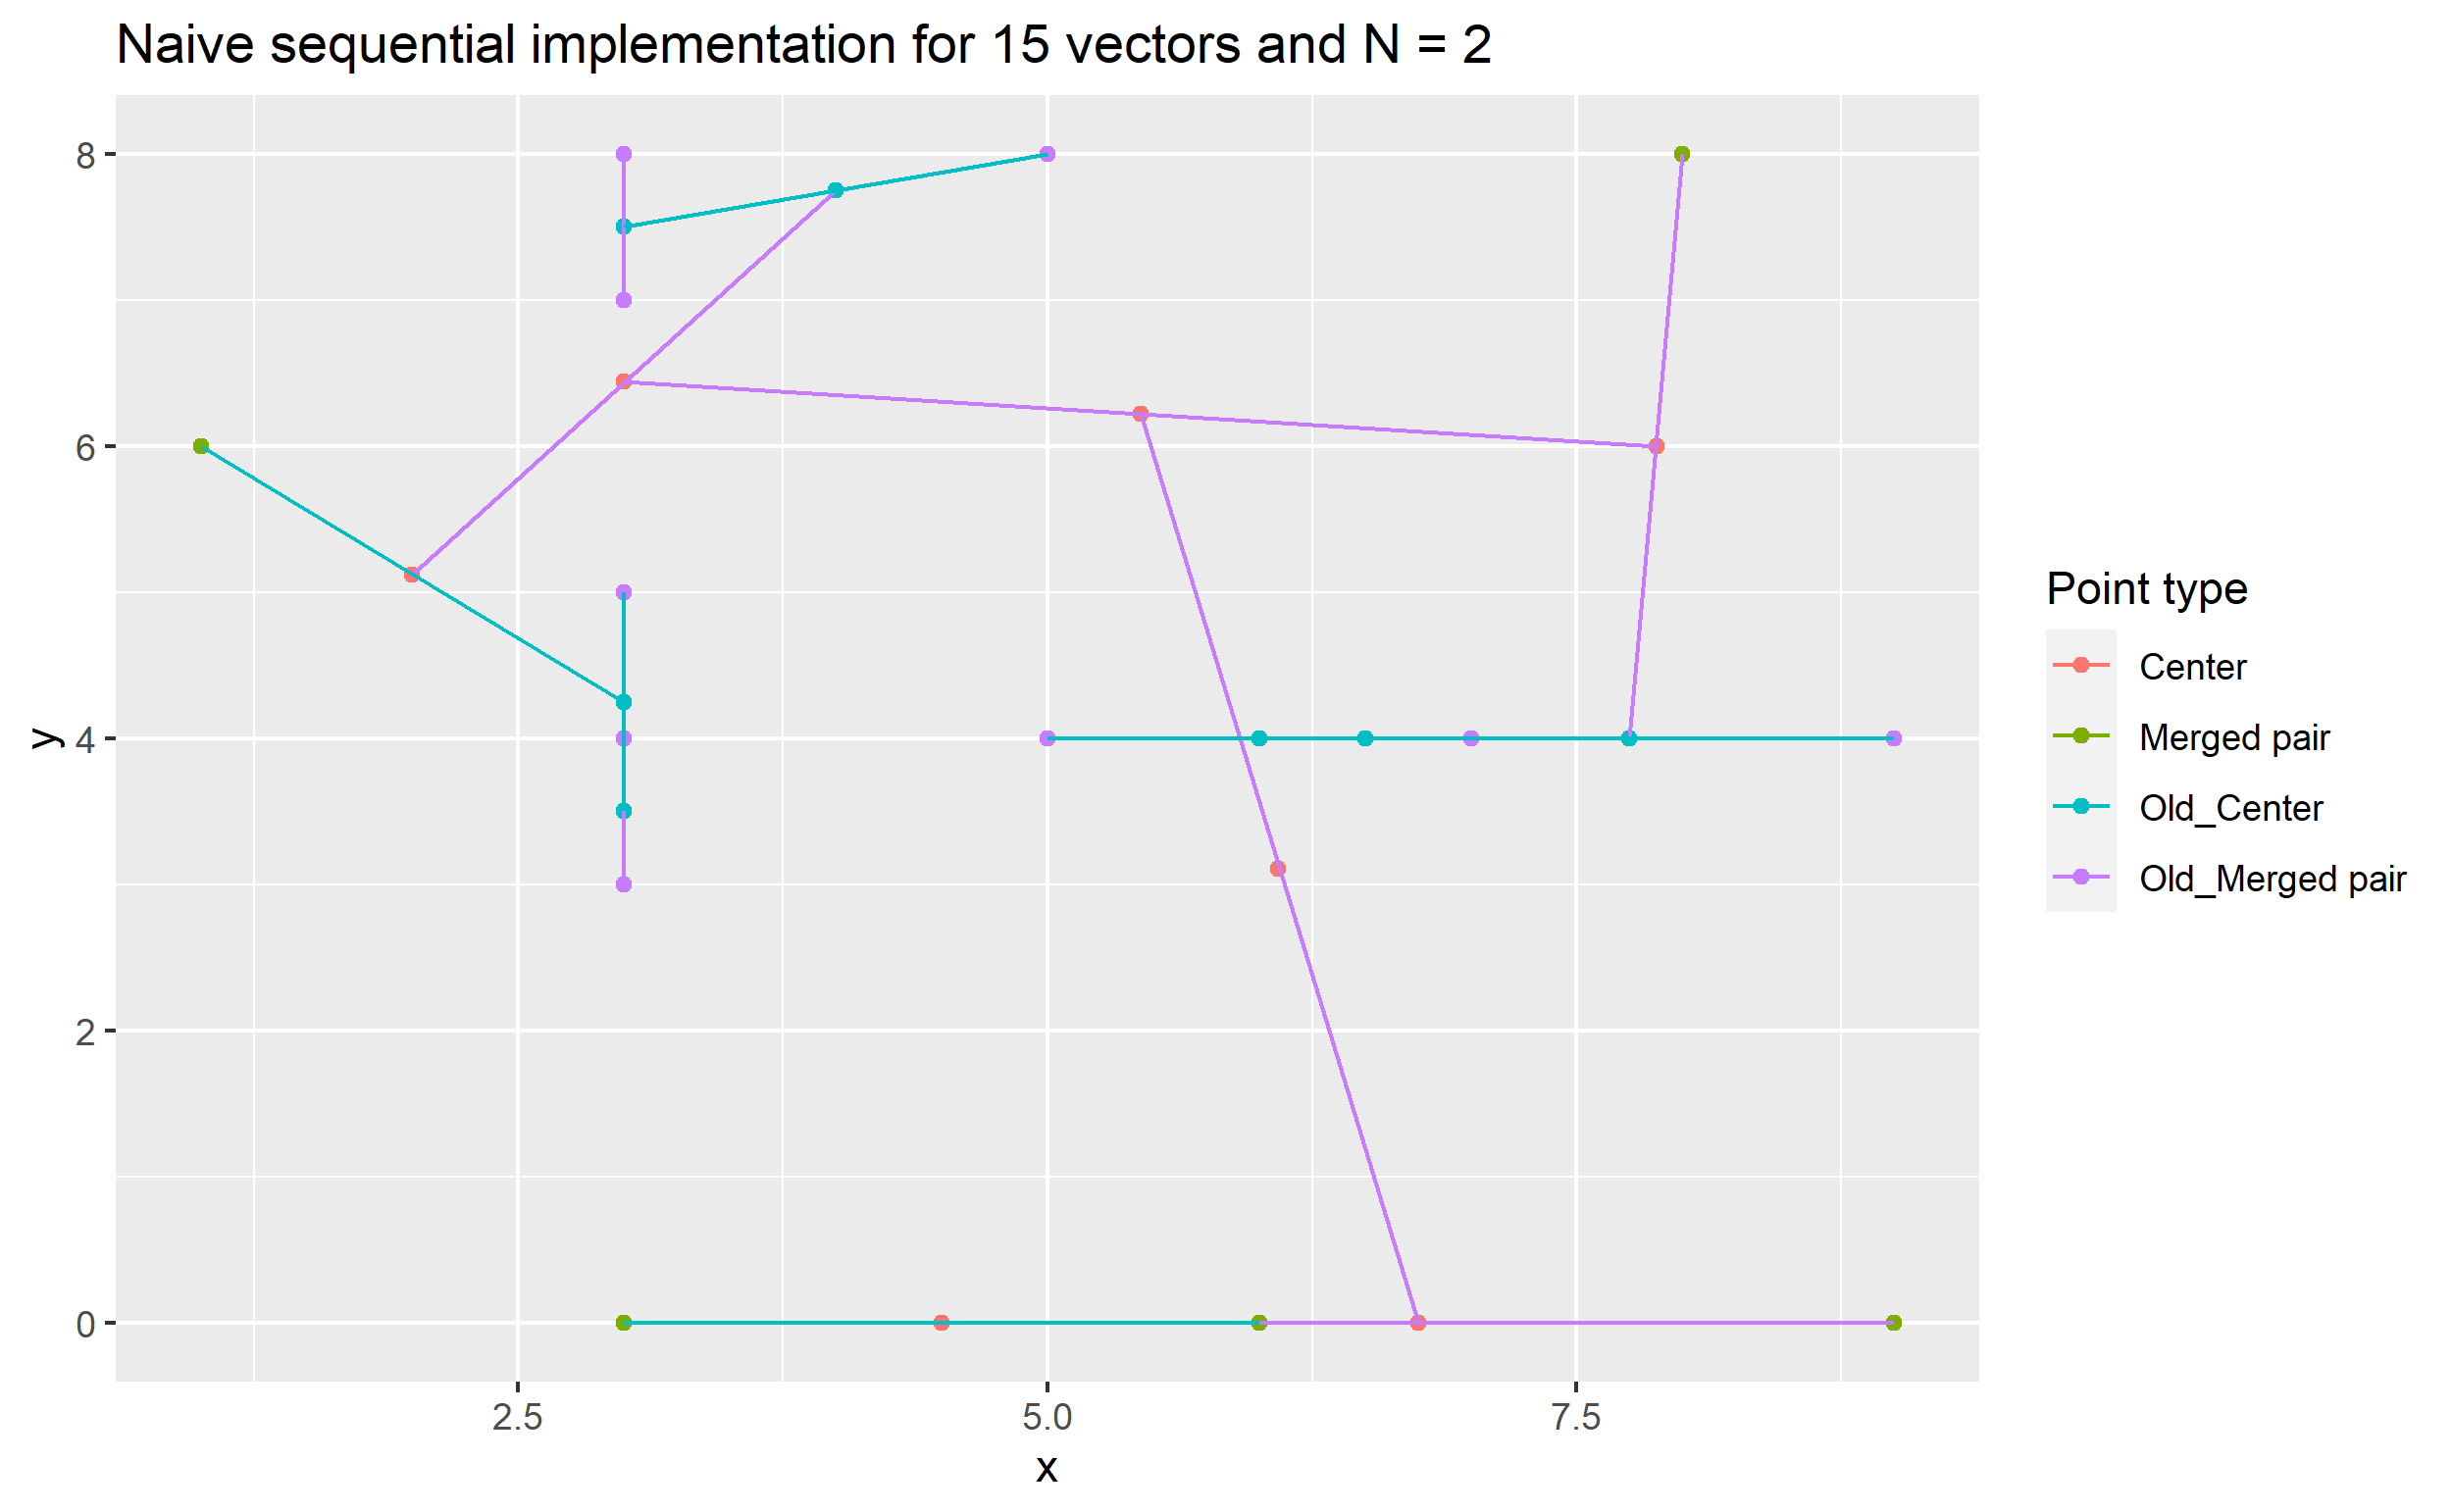 Naive sequential implementation for 15 vectors and N = 2
8
6
4
2
0
y
2.5 5.0 7.5
x
Point type
Center
Merged pair
Old_Center
Old_Merged pair